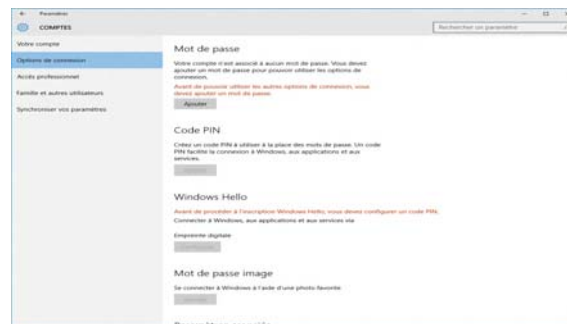 Paramètres
COMPTES
Rechercher un paramètre
Votre compte
Options de connexion
Accès professionnel
Famille et autres utilisateurs
Synchroniser vos paramètres
Mot de passe
Votre compte n'est associé à aucun mot de passe. Vous devez
ajouter un mot de passe pour pouvoir utiliser les options de
connexion.
Avant de pouvoir utiliser les autres options de connexion, vous
devez ajouter un mot de passe.
Ajouter
Code PIN
Créez un code PIN à utiliser à la place des mots de passe. Un code
PIN facilite la connexion à Windows, aux applications et aux
services.
Windows Hello
Avant de procéder à l'inscription Windows Hello, vous devez configurer un code PIN.
Connecter à Windows, aux applications et aux services via
Empreinte digitale
Mot de passe image
Se connecter à Windows à l'aide d'une photo favorite